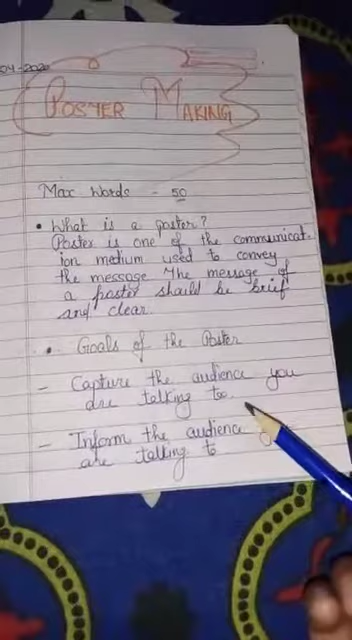 04-2020
POSTER MAKING
Max Words - 50
• What is a poster?
Poster is one of the communicat-
ion medium used to convey
the message. The message of
a poster should be brief
and clear.
• Goals of the Poster
- Capture the audience you
are talking too.
- Inform the audience
are talking to